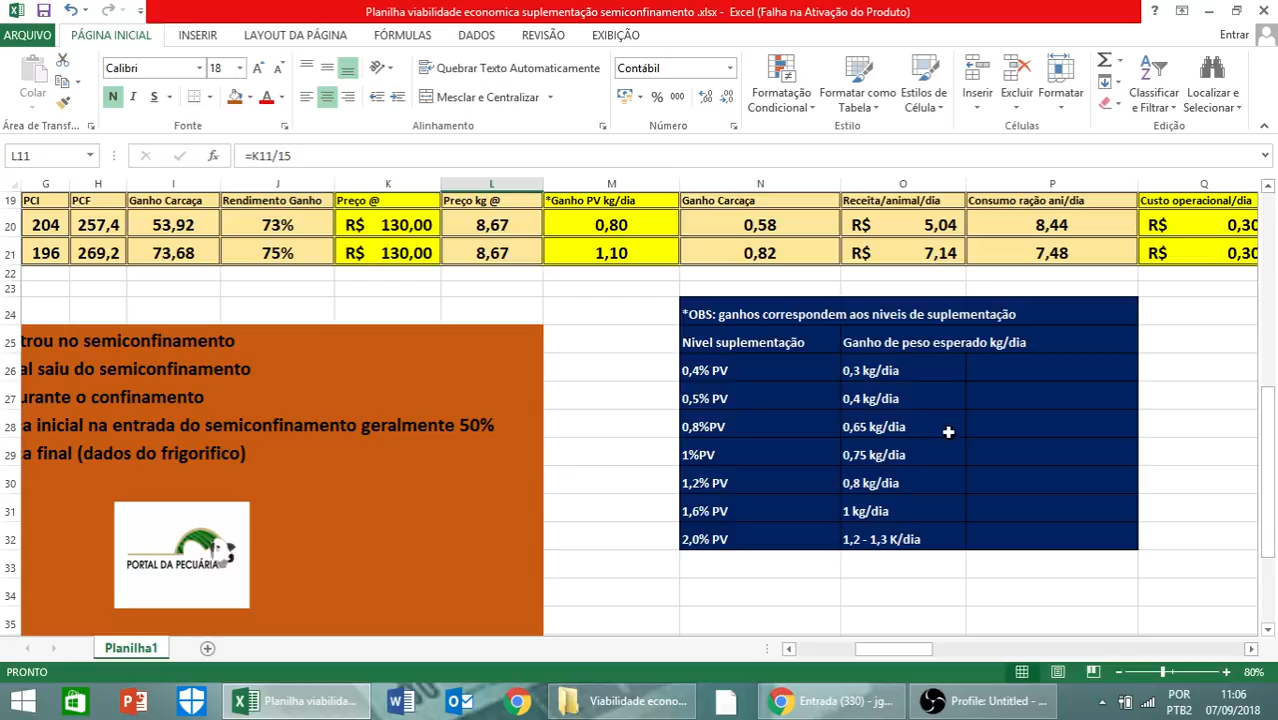 Planilha viabilidade economica suplementação semiconfinamento .xlsx - Excel (Falha na Ativação do Produto)
ARQUIVO PÁGINA INICIAL INSERIR LAYOUT DA PÁGINA FÓRMULAS DADOS REVISÃO EXIBIÇÃO Entrar
Colar
Calibri 18
N I S
Quebrar Texto Automaticamente
Mesclar e Centralizar
Contábil
% 000
Formatação Condicional
Formatar como Tabela
Estilos de Célula
Inserir Excluir Formatar
Classificar e Filtrar
Localizar e Selecionar
Área de Transf... Fonte Alinhamento Número Estilo Células Edição
L11 fx =K11/15
G H I J K L M N O P Q
19 PCI PCF Ganho Carcaça Rendimento Ganho Preço @ Preço kg @ *Ganho PV kg/dia Ganho Carcaça Receita/animal/dia Consumo ração ani/dia Custo operacional/dia
20 204 257,4 53,92 73% R$ 130,00 8,67 0,80 0,58 R$ 5,04 8,44 R$ 0,30
21 196 269,2 73,68 75% R$ 130,00 8,67 1,10 0,82 R$ 7,14 7,48 R$ 0,30
22
23
24 *OBS: ganhos correspondem aos niveis de suplementação
25 trou no semiconfinamento Nivel suplementação Ganho de peso esperado kg/dia
26 al saiu do semiconfinamento 0,4% PV 0,3 kg/dia
27 urante o confinamento 0,5% PV 0,4 kg/dia
28 a inicial na entrada do semiconfinamento geralmente 50% 0,8%PV 0,65 kg/dia
29 a final (dados do frigorifico) 1%PV 0,75 kg/dia
30 1,2% PV 0,8 kg/dia
31 1,6% PV 1 kg/dia
32 2,0% PV 1,2 - 1,3 K/dia
33 PORTAL DA PECUÁRIA
34
35
Planilha1
PRONTO 80%
Planilha viabilida... Viabilidade econo... Entrada (330) - jg... Profile: Untitled - ...
POR 11:06
PTB2 07/09/2018